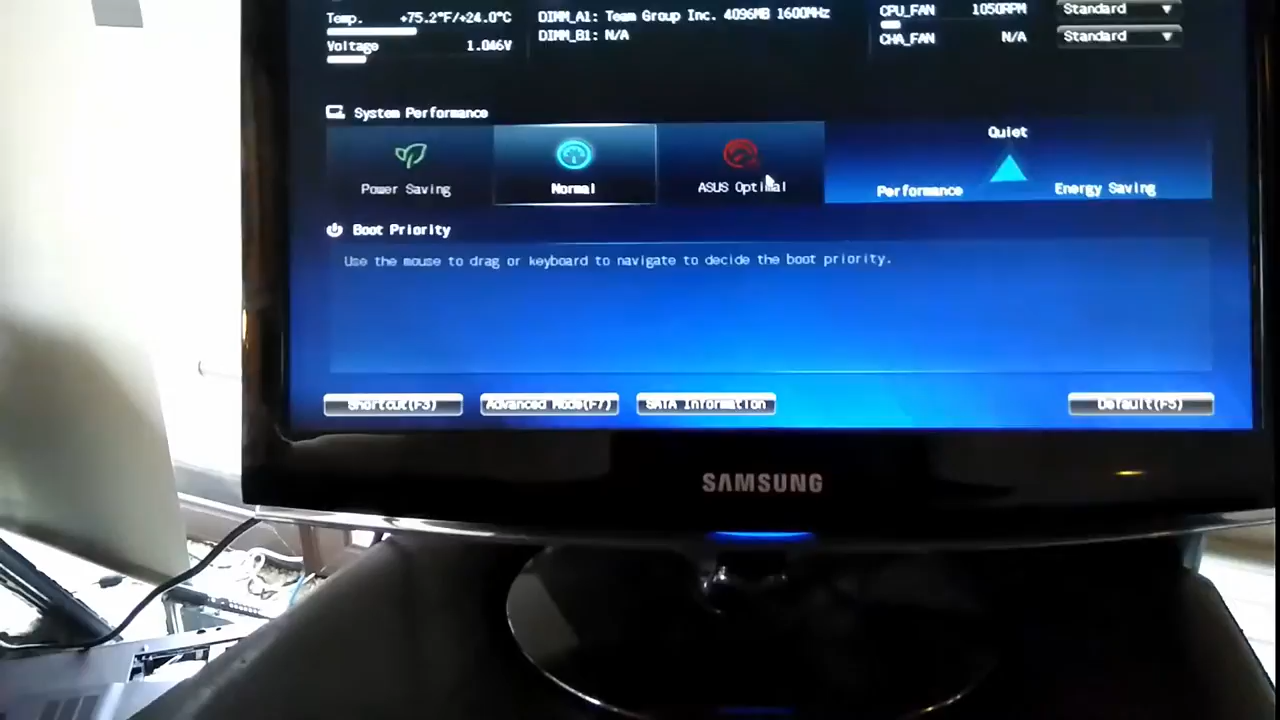 Temp. +75.2°F/+24.0°C
Voltage 1.046V
DIMM_A1: Team Group Inc. 4096MB 1600MHz
DIMM_B1: N/A
CPU_FAN 1050RPM Standard
CHA_FAN N/A Standard
System Performance
Power Saving
Normal
ASUS Optimal
Quiet
Performance
Energy Saving
Boot Priority
Use the mouse to drag or keyboard to navigate to decide the boot priority.
Shortcut(F3)
Advanced Mode(F7)
SATA Information
Default(F5)
SAMSUNG